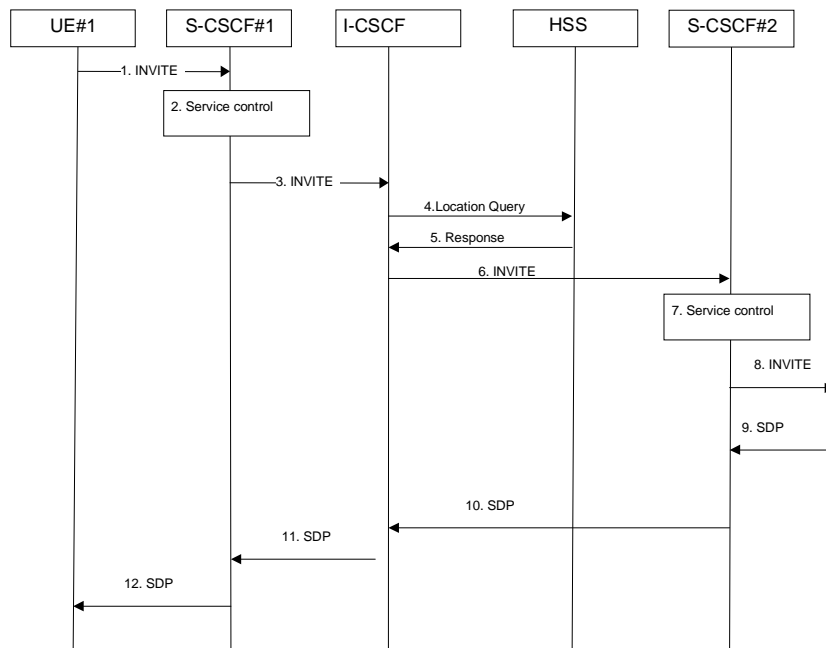 UE#1
S-CSCF#1
I-CSCF
HSS
S-CSCF#2
1. INVITE
2. Service control
3. INVITE
4.Location Query
5. Response
6. INVITE
7. Service control
8. INVITE
9. SDP
10. SDP
11. SDP
12. SDP